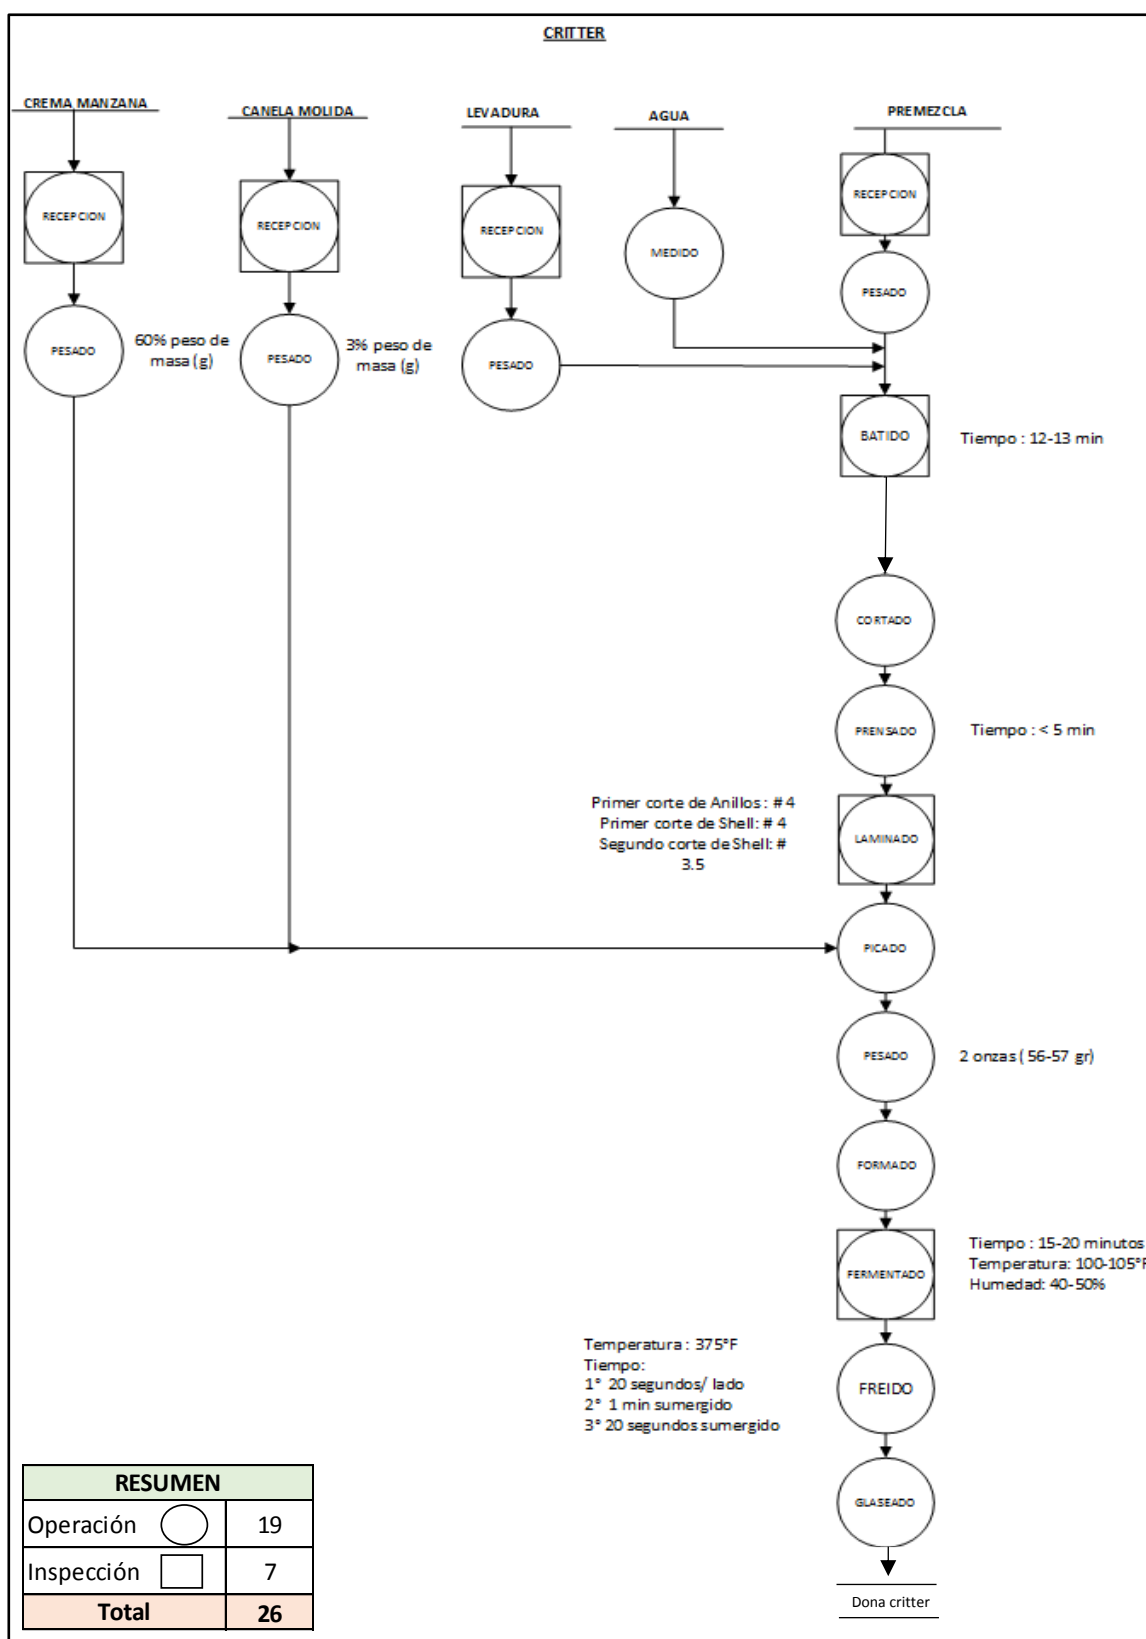 CRITTER
CREMA MANZANA
CANELA MOLIDA
LEVADURA
AGUA
PREMEZCLA
RECEPCION
RECEPCION
RECEPCION
MEDIDO
RECEPCION
PESADO
60% peso de
masa (g)
PESADO
3% peso de
masa (g)
PESADO
PESADO
BATIDO
Tiempo : 12-13 min
CORTADO
PRENSADO
Tiempo : < 5 min
Primer corte de Anillos : # 4
Primer corte de Shell: # 4
Segundo corte de Shell: #
3.5
LAMINADO
PICADO
PESADO
2 onzas ( 56-57 gr)
FORMADO
FERMENTADO
Tiempo : 15-20 minutos
Temperatura: 100-105°F
Humedad: 40-50%
Temperatura : 375°F
Tiempo:
1° 20 segundos/ lado
2° 1 min sumergido
3° 20 segundos sumergido
FREIDO
GLASEADO
Dona critter
RESUMEN
Operación 19
Inspección 7
Total 26